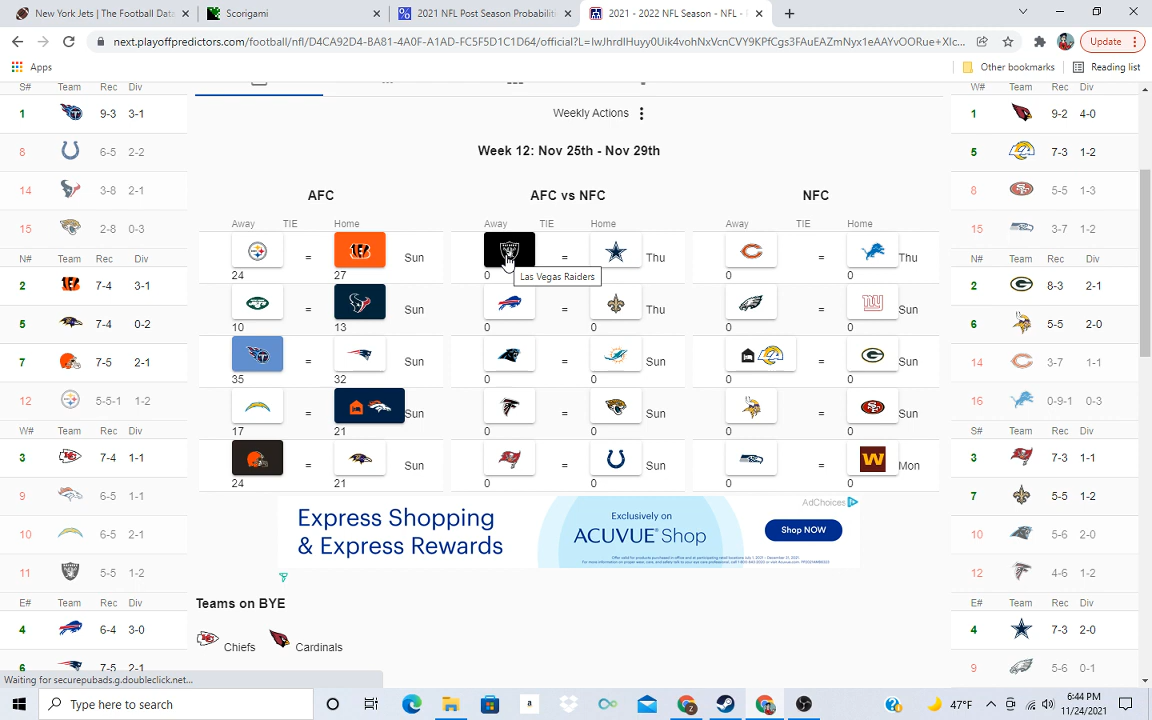 New York Jets | The Football Data
Scorigami
2021 NFL Post Season Probabiliti
2021 - 2022 NFL Season - NFL -
next.playoffpredictors.com/football/nfl/D4CA92D4-BA81-4A0F-A1AD-FC5F5D1C1D64/official?L=IwJhrdIHuyy0Uik4vohNxVcnCVY9KPfCgs3FAuEAZmNyx1eAAYvOORue+Xlc...
Update
Apps
Other bookmarks
Reading list
S# Team Rec Div
1 9-3 3-1
8 6-5 2-2
14 3-8 2-1
15 2-8 0-3
N# Team Rec Div
2 7-4 3-1
5 7-4 0-2
7 7-5 2-1
12 5-5-1 1-2
W# Team Rec Div
3 7-4 1-1
9 6-5 1-1
10 6-5 2-1
11 5-5 1-2
E# Team Rec Div
4 6-4 3-0
6 7-5 2-1
Weekly Actions
Week 12: Nov 25th - Nov 29th
AFC
Away TIE Home
= Sun
24 27
= Sun
10 13
= Sun
35 32
= Sun
17 21
= Sun
24 21
AFC vs NFC
Away TIE Home
= Thu
0 0
Las Vegas Raiders
= Thu
0 0
= Sun
0 0
= Sun
0 0
= Sun
0 0
NFC
Away TIE Home
= Thu
0 0
= Sun
0 0
= Sun
0 0
= Sun
0 0
= Mon
0 0
W# Team Rec Div
1 9-2 4-0
5 7-3 1-2
8 5-5 1-3
15 3-7 1-2
N# Team Rec Div
2 8-3 2-1
6 5-5 2-0
14 3-7 1-1
16 0-9-1 0-3
S# Team Rec Div
3 7-3 1-1
7 5-5 1-2
10 5-6 2-0
12 4-6 1-2
E# Team Rec Div
4 7-3 2-0
9 5-6 0-1
AdChoices
Express Shopping
& Express Rewards
Exclusively on
ACUVUE® Shop
Shop NOW
Teams on BYE
Chiefs
Cardinals
Waiting for securepubads.g.doubleclick.net...
Type here to search
47°F
6:44 PM
11/24/2021